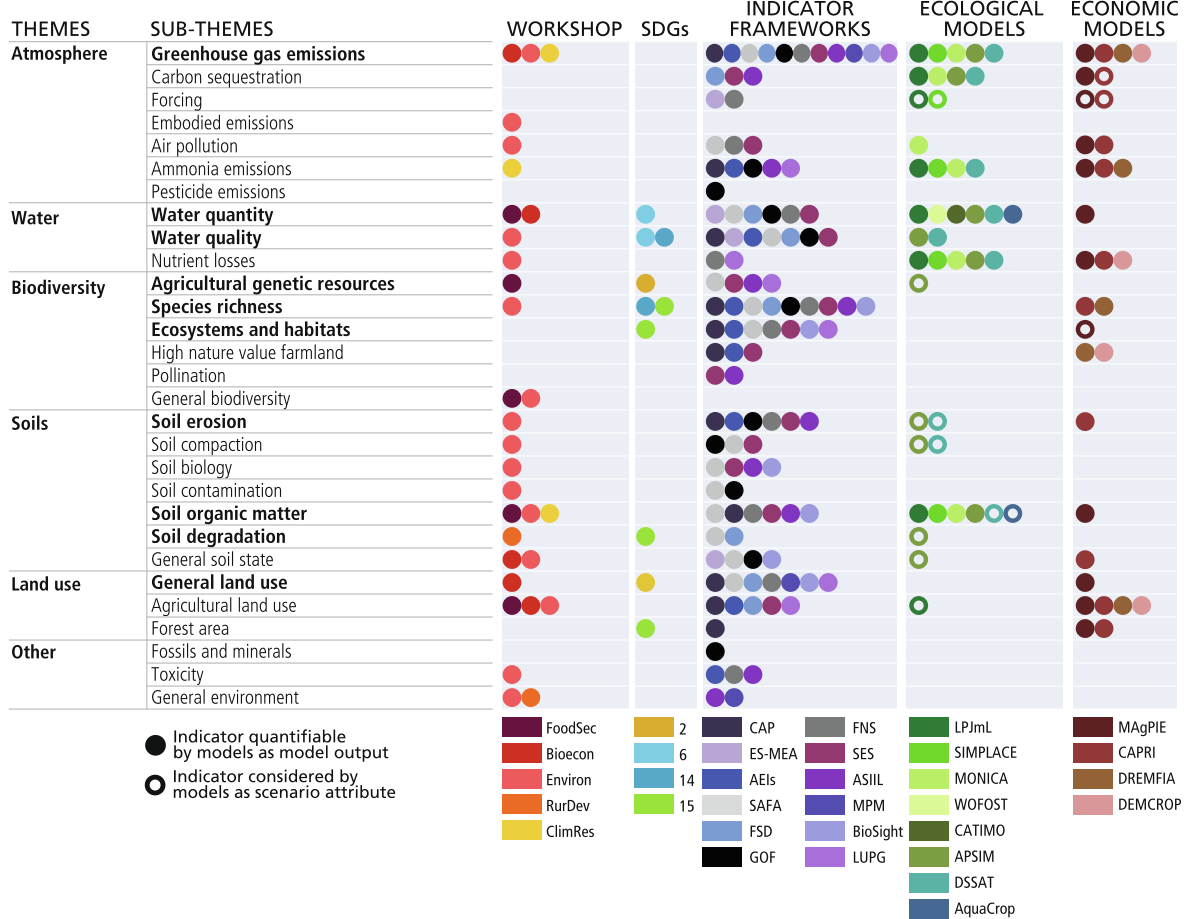 THEMES SUB-THEMES WORKSHOP SDGs INDICATOR FRAMEWORKS ECOLOGICAL MODELS ECONOMIC MODELS
Atmosphere Greenhouse gas emissions
Carbon sequestration
Forcing
Embodied emissions
Air pollution
Ammonia emissions
Pesticide emissions
Water Water quantity
Water quality
Nutrient losses
Biodiversity Agricultural genetic resources
Species richness
Ecosystems and habitats
High nature value farmland
Pollination
General biodiversity
Soils Soil erosion
Soil compaction
Soil biology
Soil contamination
Soil organic matter
Soil degradation
General soil state
Land use General land use
Agricultural land use
Forest area
Other Fossils and minerals
Toxicity
General environment
Indicator quantifiable
by models as model output
Indicator considered by
models as scenario attribute
FoodSec
Bioecon
Environ
RurDev
ClimRes
2
6
14
15
CAP
ES-MEA
AEIs
SAFA
FSD
GOF
FNS
SES
ASIIL
MPM
BioSight
LUPG
LPJmL
SIMPLACE
MONICA
WOFOST
CATIMO
APSIM
DSSAT
AquaCrop
MAgPIE
CAPRI
DREMFIA
DEMCROP